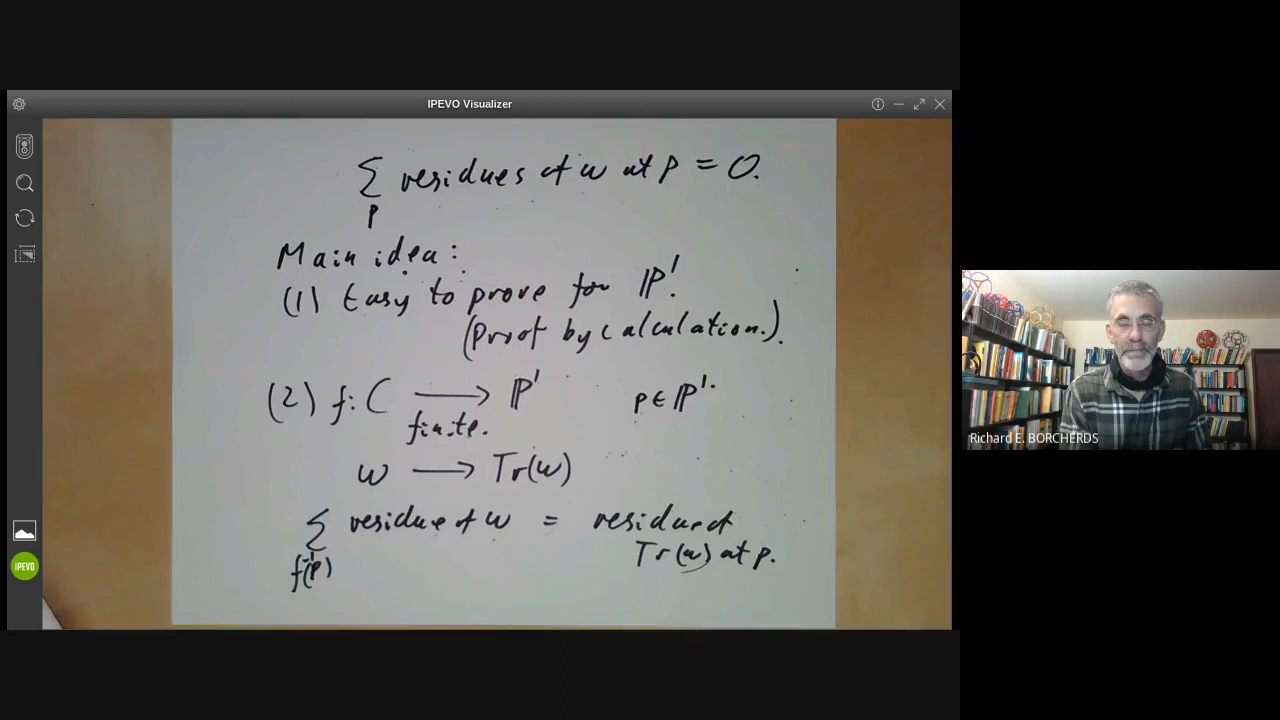 IPEVO Visualizer
∑ residues of ω at p = 0.
p
Main idea:
(1) Easy to prove for ℙ¹.
(Proof by calculation.).
(2) f: C ⟶ ℙ¹ p ∈ ℙ¹.
finite.
ω ⟶ Tr(ω)
∑ residue of ω = residue of
f⁻¹(p) Tr(ω) at p.
Richard E. BORCHERDS
IPEVO